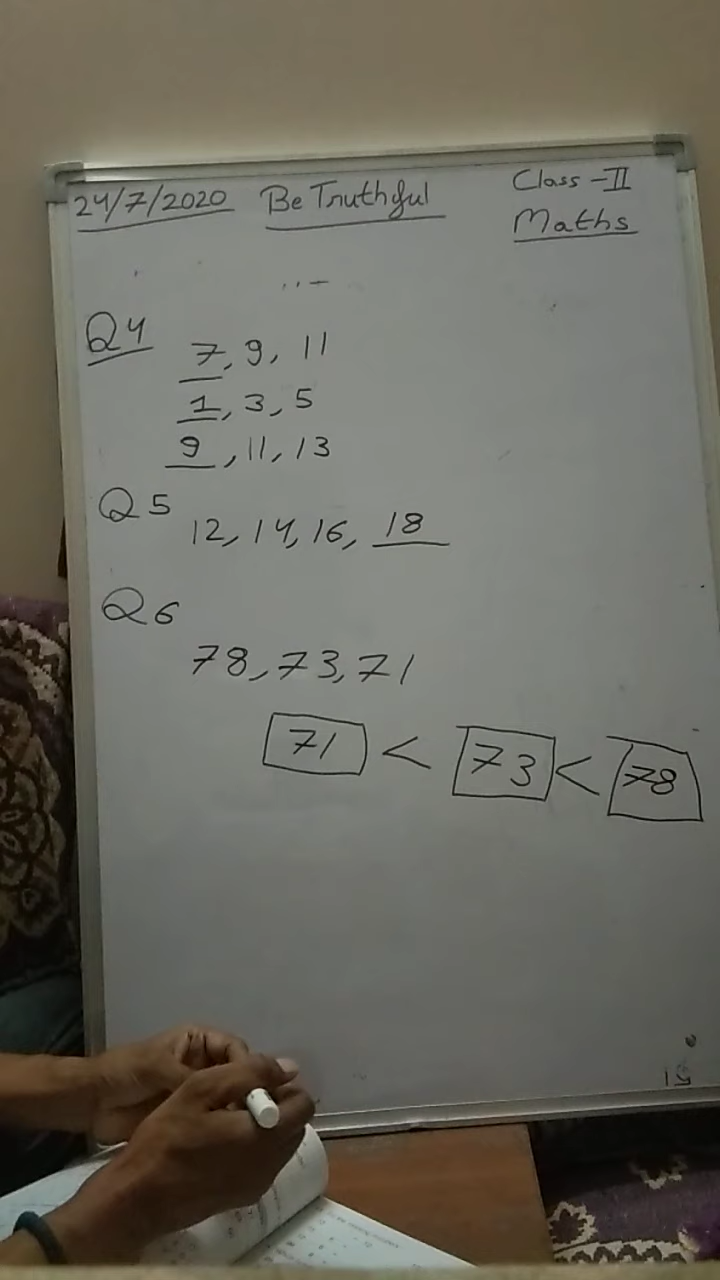 24/7/2020 Be Truthful Class -II
Maths
Q4
7, 9, 11
1, 3, 5
9, 11, 13
Q5
12, 14, 16, 18
Q6
78, 73, 71
71 < 73 < 78